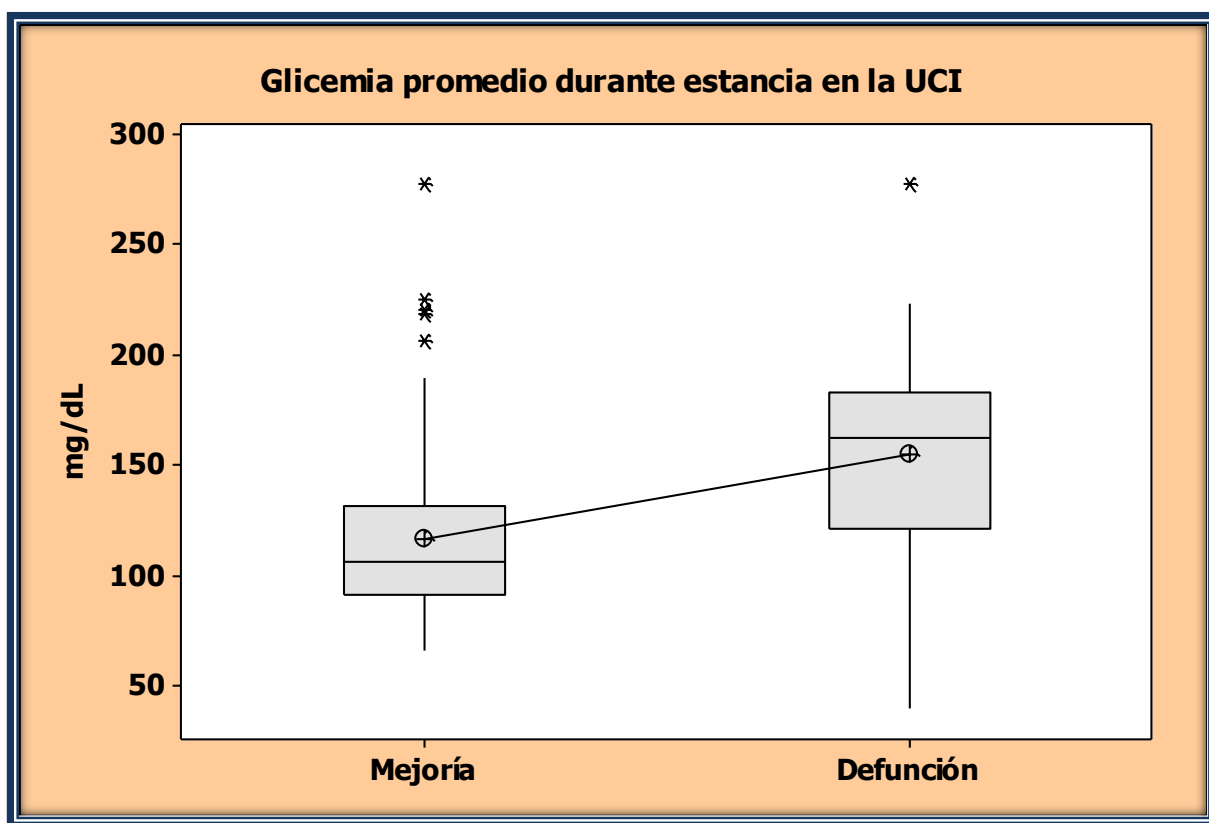 Glicemia promedio durante estancia en la UCI
300
250
200
150
100
50
mg/dL
Mejoría
Defunción